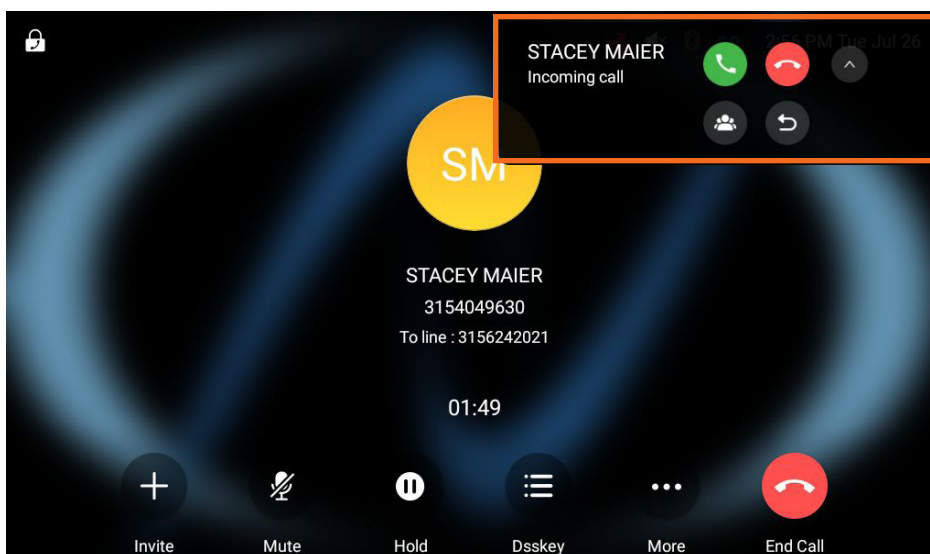 2:56 PM Tue Jul 26
STACEY MAIER
Incoming call
SM
STACEY MAIER
3154049630
To line : 3156242021
01:49
Invite
Mute
Hold
Dsskey
More
End Call